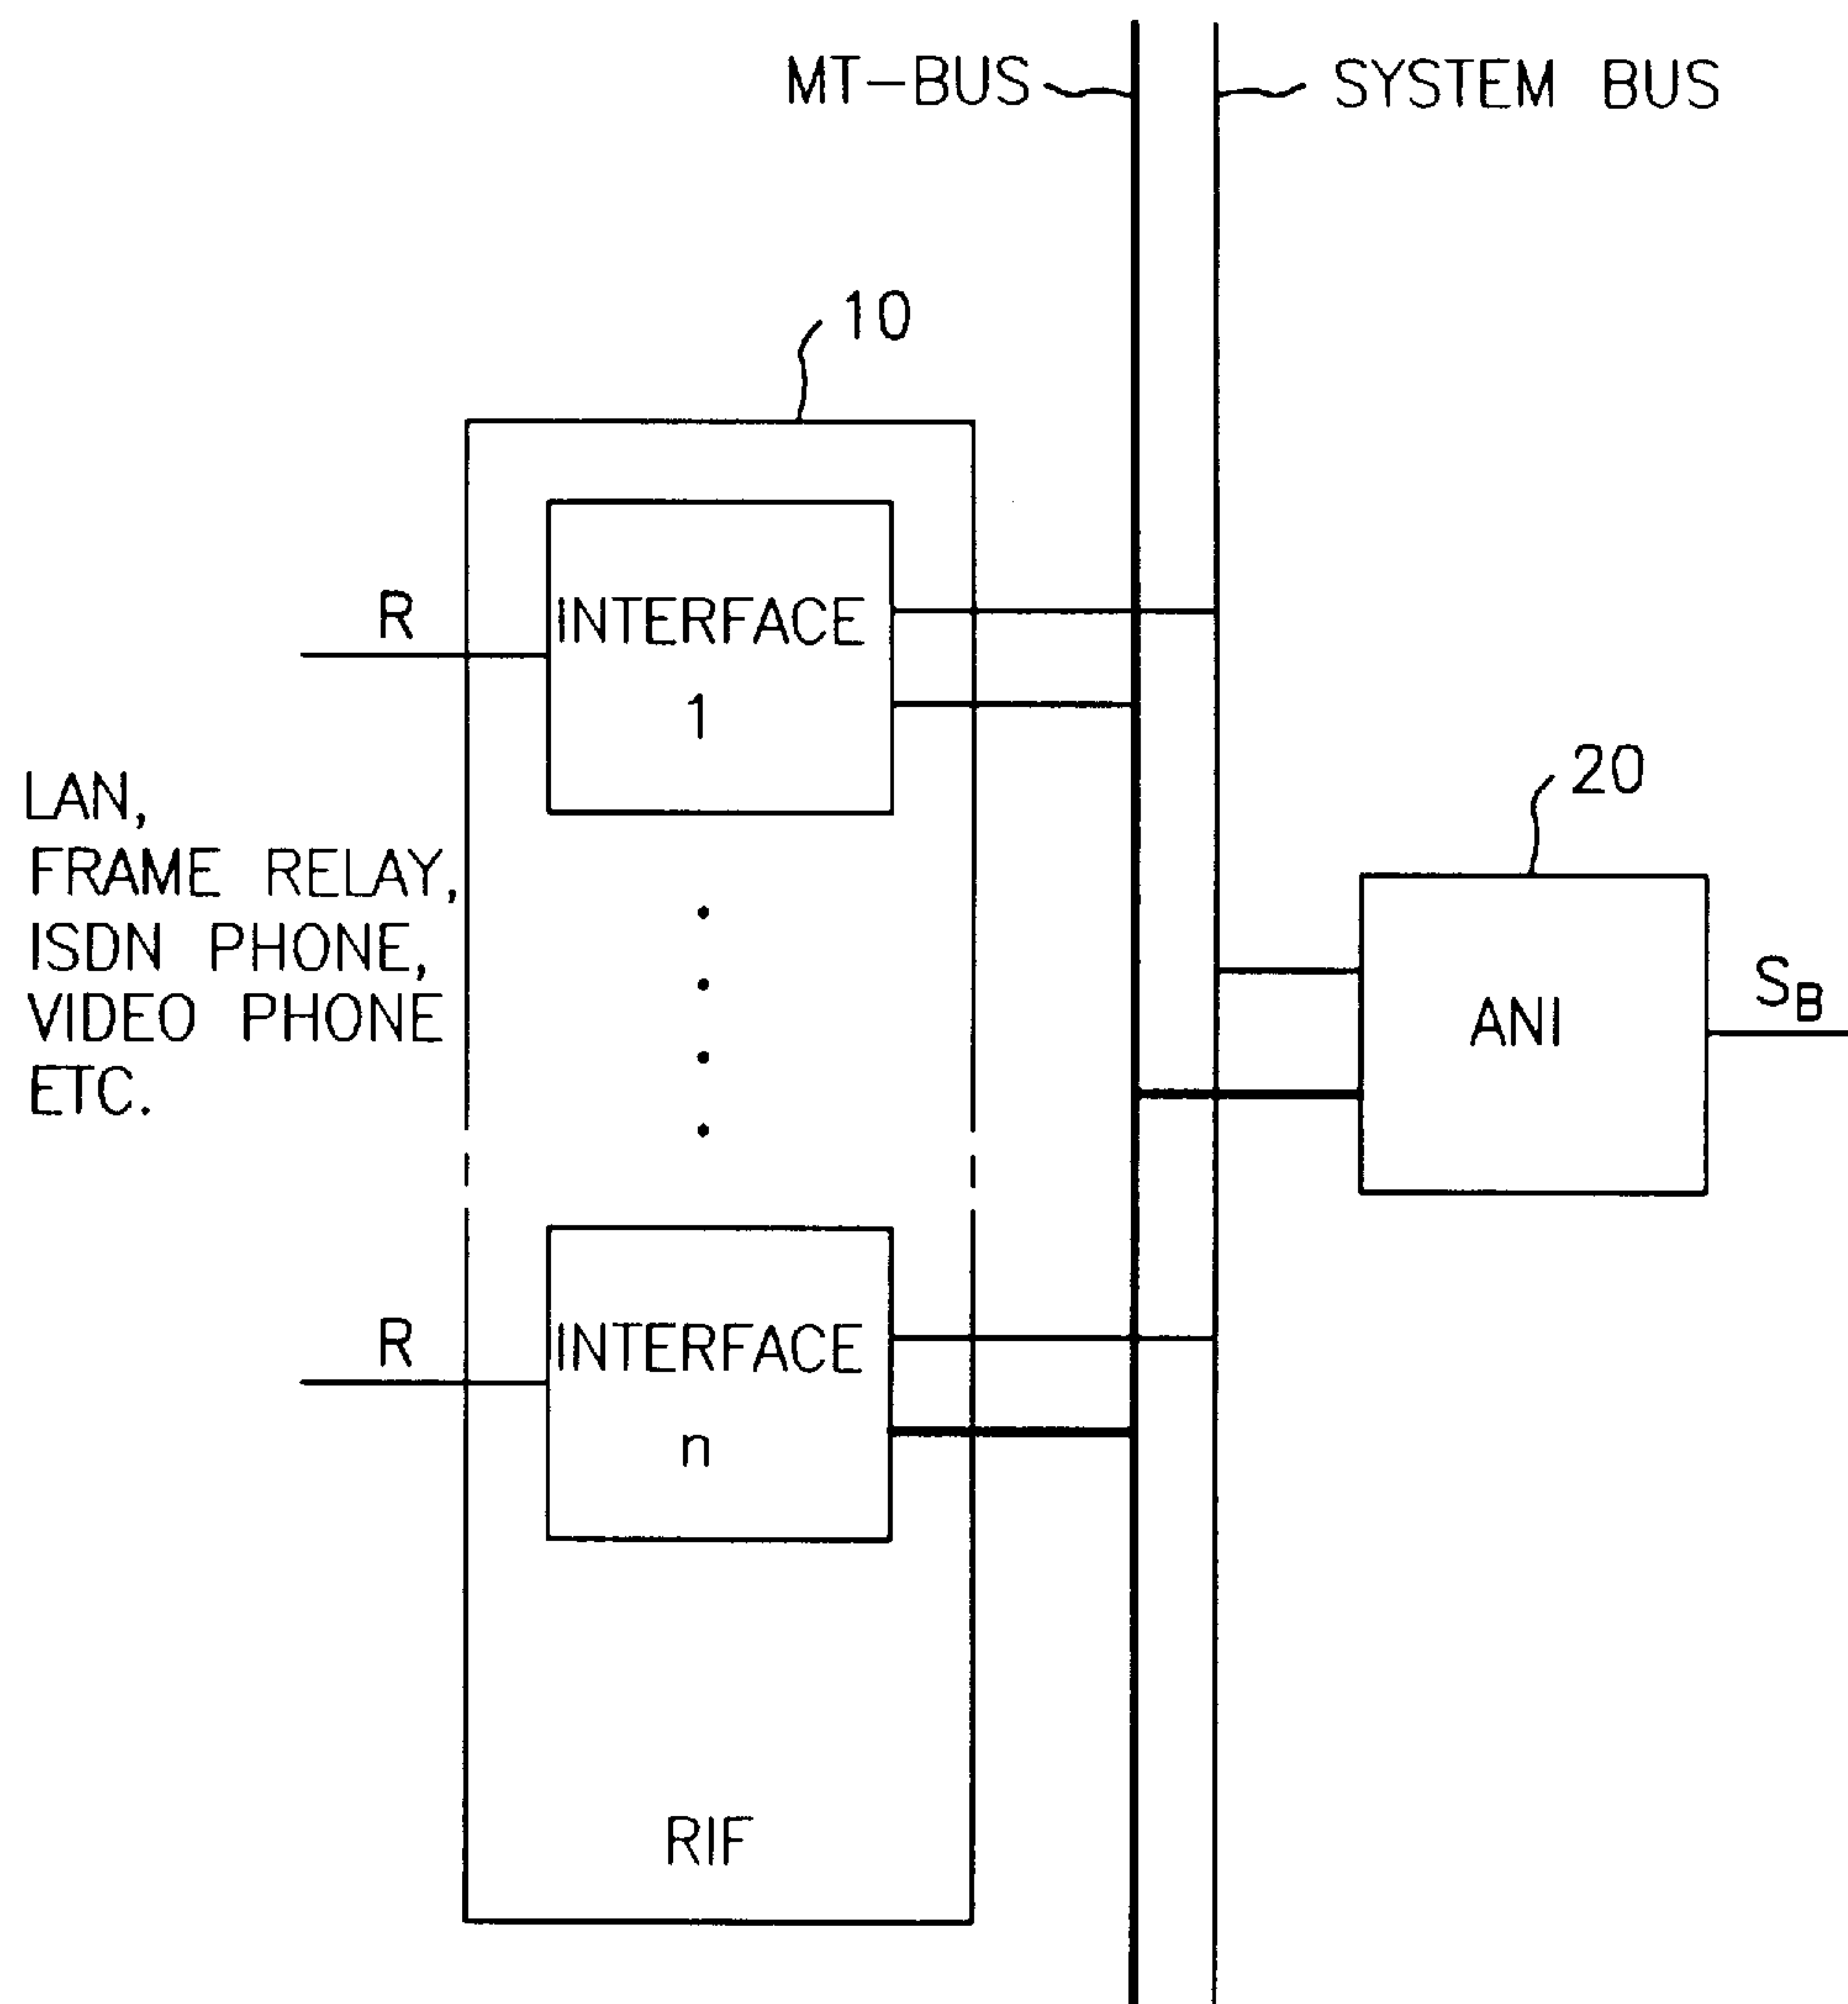 MT-BUS
SYSTEM BUS
10
R
INTERFACE
1
LAN,
FRAME RELAY,
ISDN PHONE,
VIDEO PHONE
ETC.
20
ANI
SB
R
INTERFACE
n
RIF